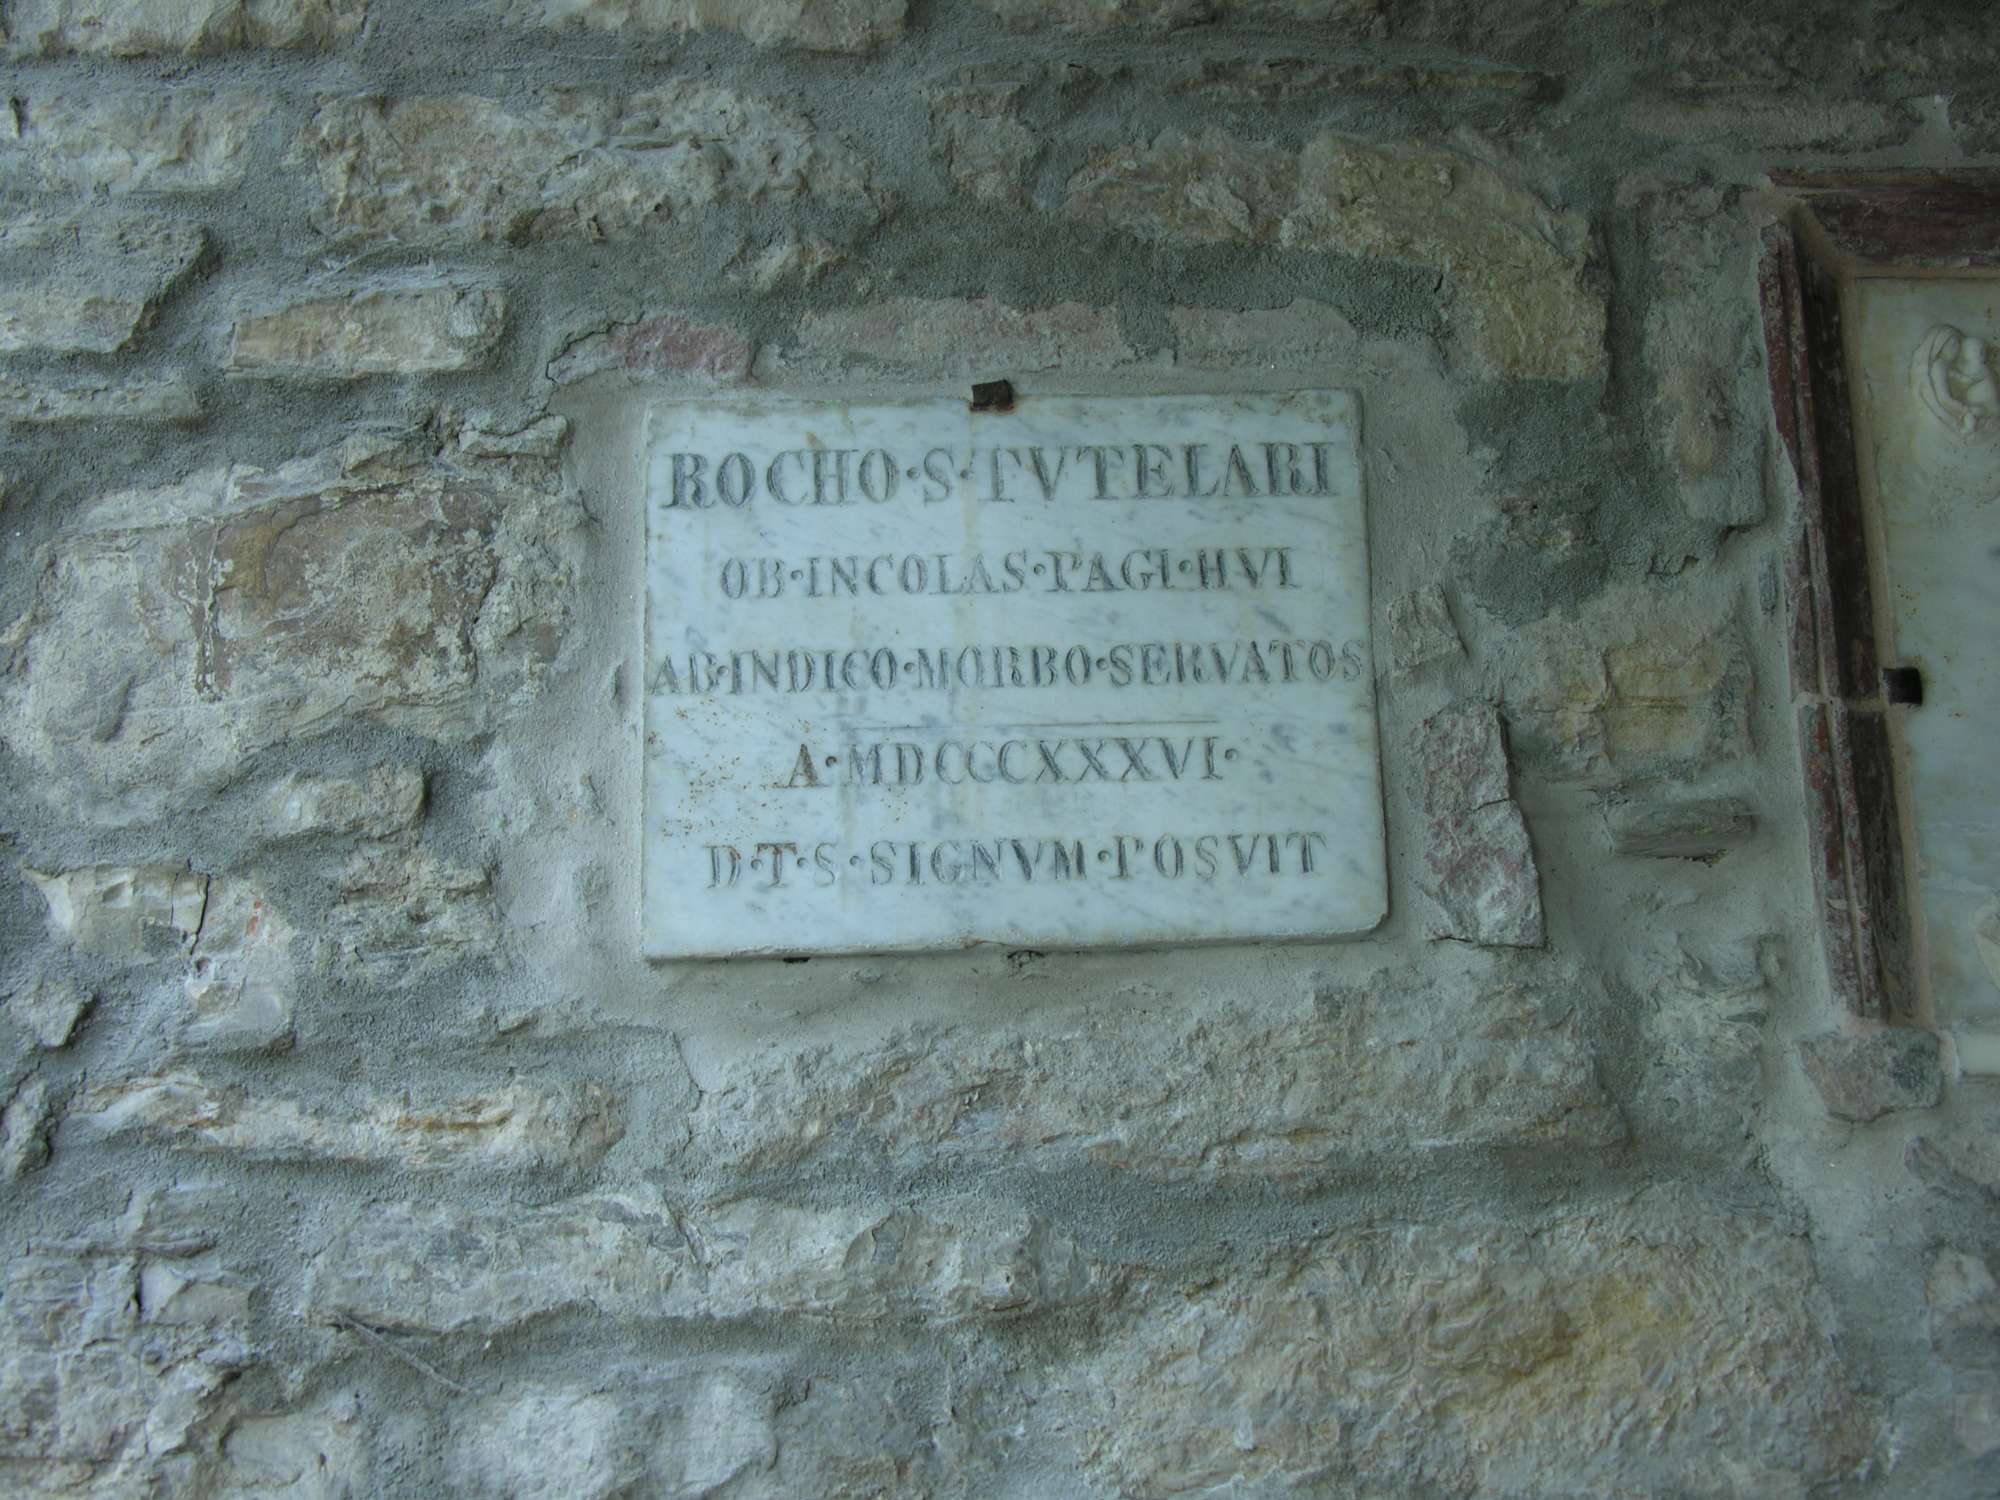 ROCHO·S·TVTELARI
OB·INCOLAS·PAGI·HVI
AB·INDICO·MORBO·SERVATOS
A·MDCCCXXXVI·
D·T·S·SIGNVM·POSVIT